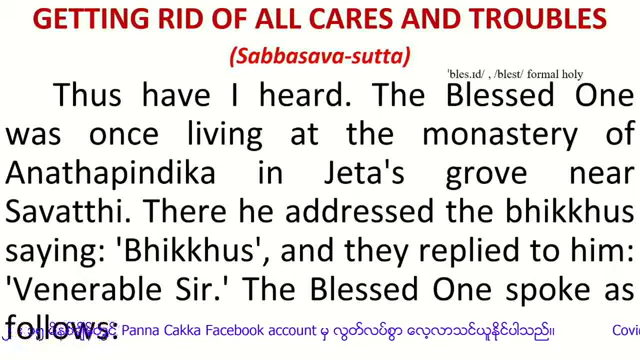 GETTING RID OF ALL CARES AND TROUBLES
(Sabbasava-sutta)
'bles.ɪd/ , /blest/ formal holy
Thus have I heard. The Blessed One
was once living at the monastery of
Anathapindika in Jeta's grove near
Savatthi. There he addressed the bhikkhus
saying: 'Bhikkhus', and they replied to him:
'Venerable Sir.' The Blessed One spoke as
follows:
Panna Cakka Facebook account မှ လွတ်လပ်စွာ လေ့လာသင်ယူနိုင်ပါသည်။ Covi